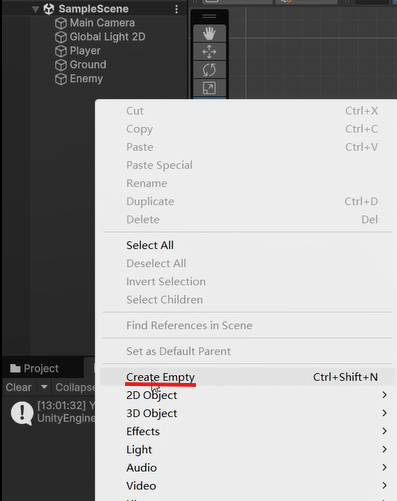 SampleScene
Main Camera
Global Light 2D
Player
Ground
Enemy
Cut Ctrl+X
Copy Ctrl+C
Paste Ctrl+V
Paste Special
Rename
Duplicate Ctrl+D
Delete Del
Select All
Deselect All
Invert Selection
Select Children
Find References in Scene
Set as Default Parent
Create Empty Ctrl+Shift+N
2D Object
3D Object
Effects
Light
Audio
Video
Project
Clear Collapse
[13:01:32]
UnityEngine